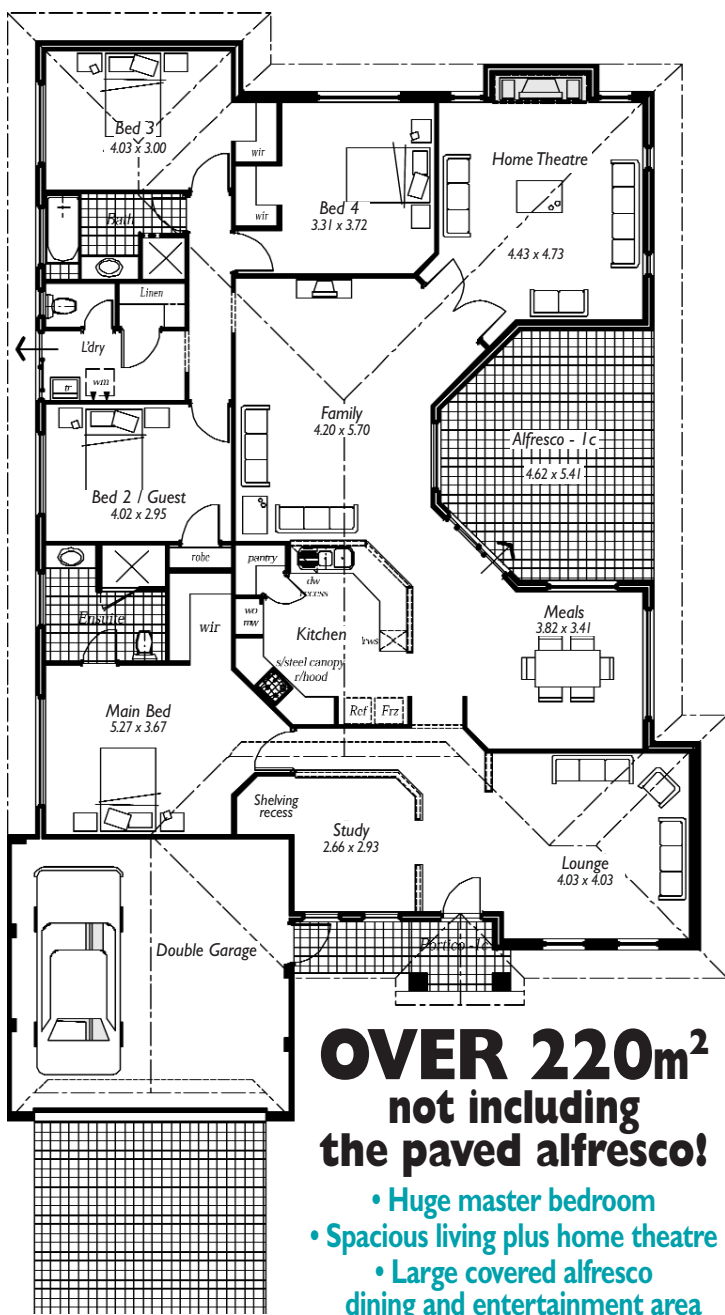 Bed 3
4.03 x 3.00
wir
wir
Bed 4
3.31 x 3.72
Home Theatre
4.43 x 4.73
Bath
Linen
L'dry
tr
wm
Family
4.20 x 5.70
Alfresco - 1c
4.62 x 5.41
Bed 2 / Guest
4.02 x 2.95
robe
pantry
dw
recess
Ensuite
wir
wo
mw
Kitchen
s/steel canopy
r/hood
Ref
Frz
Meals
3.82 x 3.41
Main Bed
5.27 x 3.67
Shelving
recess
Study
2.66 x 2.93
Lounge
4.03 x 4.03
Double Garage
Portico -1c
OVER 220m²
not including
the paved alfresco!
• Huge master bedroom
• Spacious living plus home theatre
• Large covered alfresco
dining and entertainment area